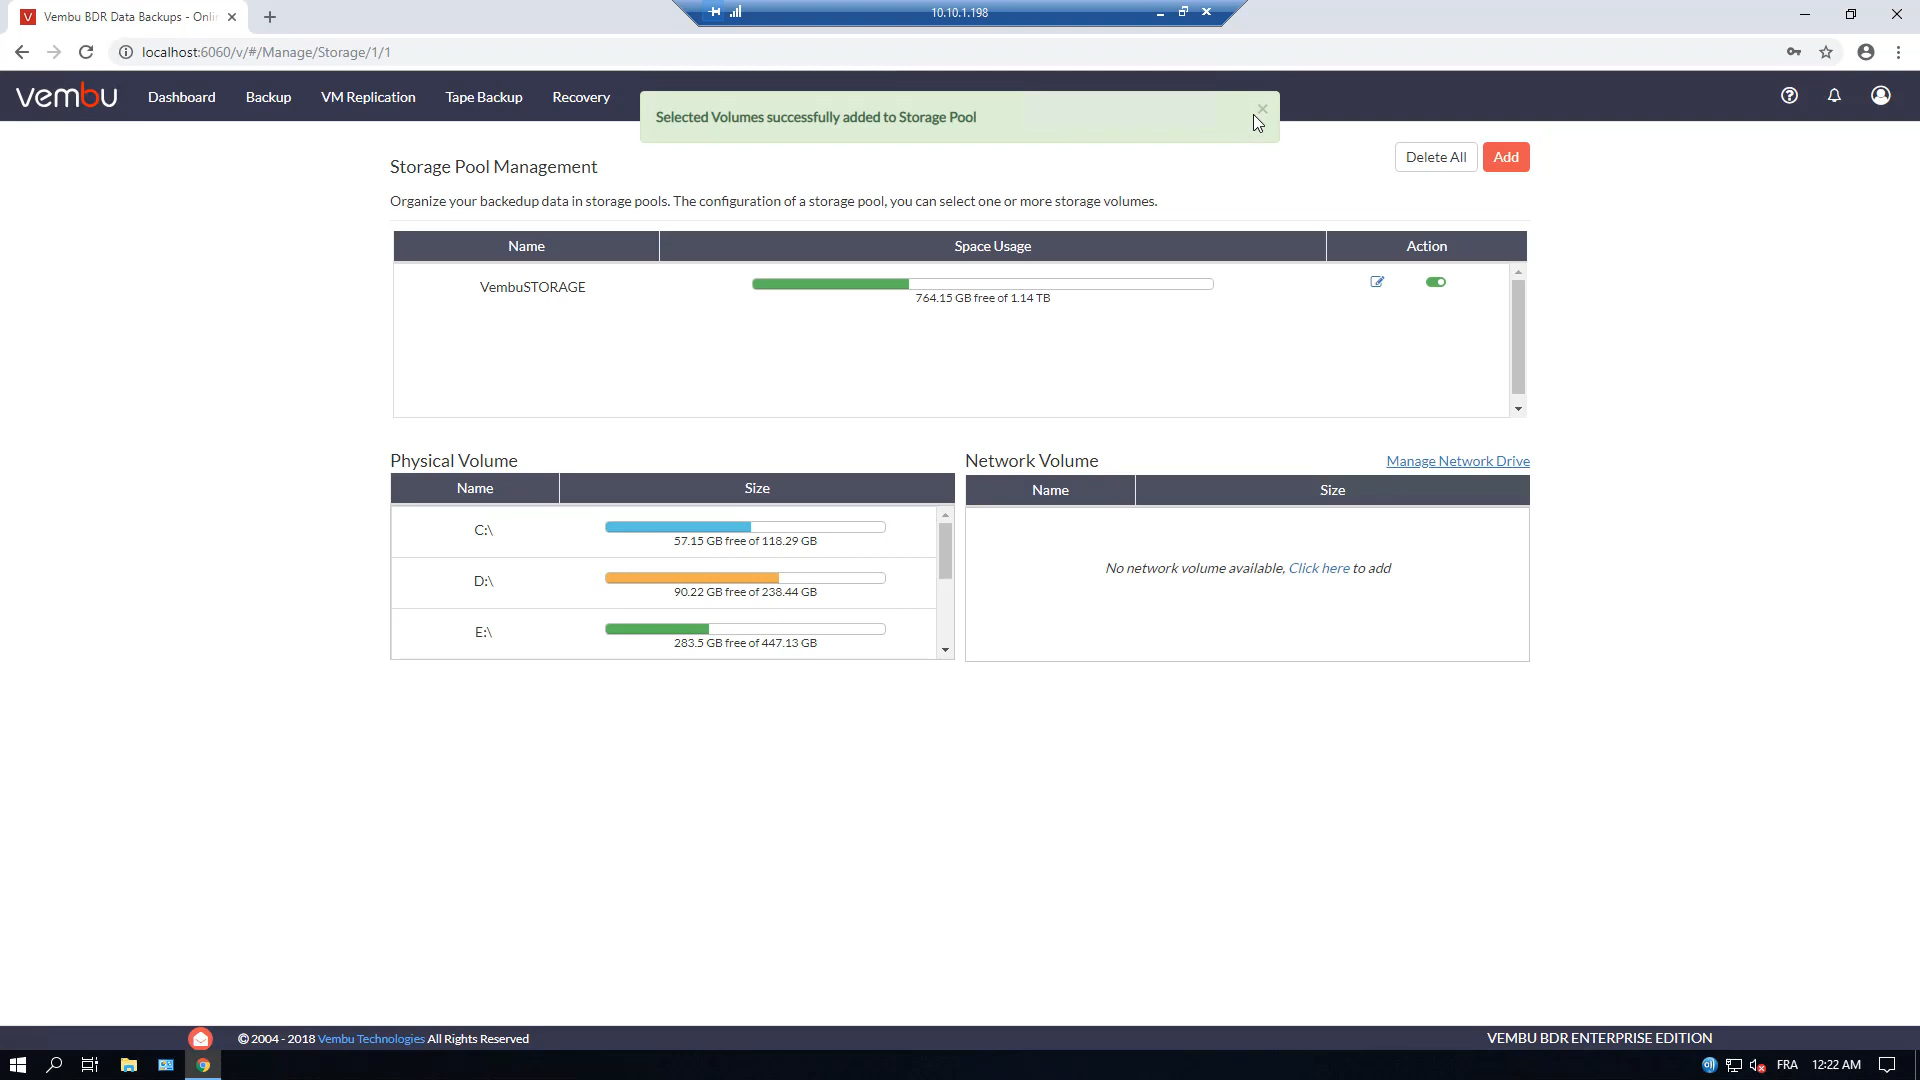 Vembu BDR Data Backups - Onli
10.10.1.198
localhost:6060/v/#/Manage/Storage/1/1
vembu
Dashboard
Backup
VM Replication
Tape Backup
Recovery
Selected Volumes successfully added to Storage Pool
Storage Pool Management
Delete All
Add
Organize your backedup data in storage pools. The configuration of a storage pool, you can select one or more storage volumes.
Name
Space Usage
Action
VembuSTORAGE
764.15 GB free of 1.14 TB
Physical Volume
Name
Size
C:\
57.15 GB free of 118.29 GB
D:\
90.22 GB free of 238.44 GB
E:\
283.5 GB free of 447.13 GB
Network Volume
Manage Network Drive
Name
Size
No network volume available, Click here to add
© 2004 - 2018 Vembu Technologies All Rights Reserved
VEMBU BDR ENTERPRISE EDITION
FRA
12:22 AM